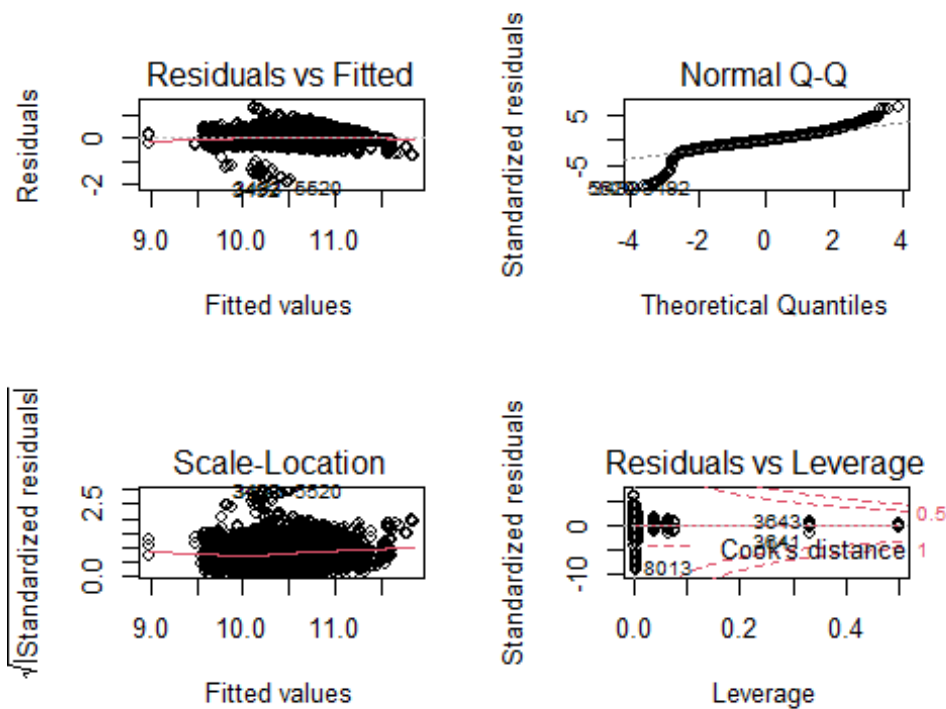 Residuals vs Fitted
Residuals
0
-2
5520
9.0 10.0 11.0
Fitted values
Normal Q-Q
Standardized residuals
5
-5
3492
-4 -2 0 2 4
Theoretical Quantiles
Scale-Location
√|Standardized residuals|
2.5
0.0
5520
9.0 10.0 11.0
Fitted values
Residuals vs Leverage
Standardized residuals
0
-10
3643
3641
Cook's distance
8013
0.5
1
0.0 0.2 0.4
Leverage